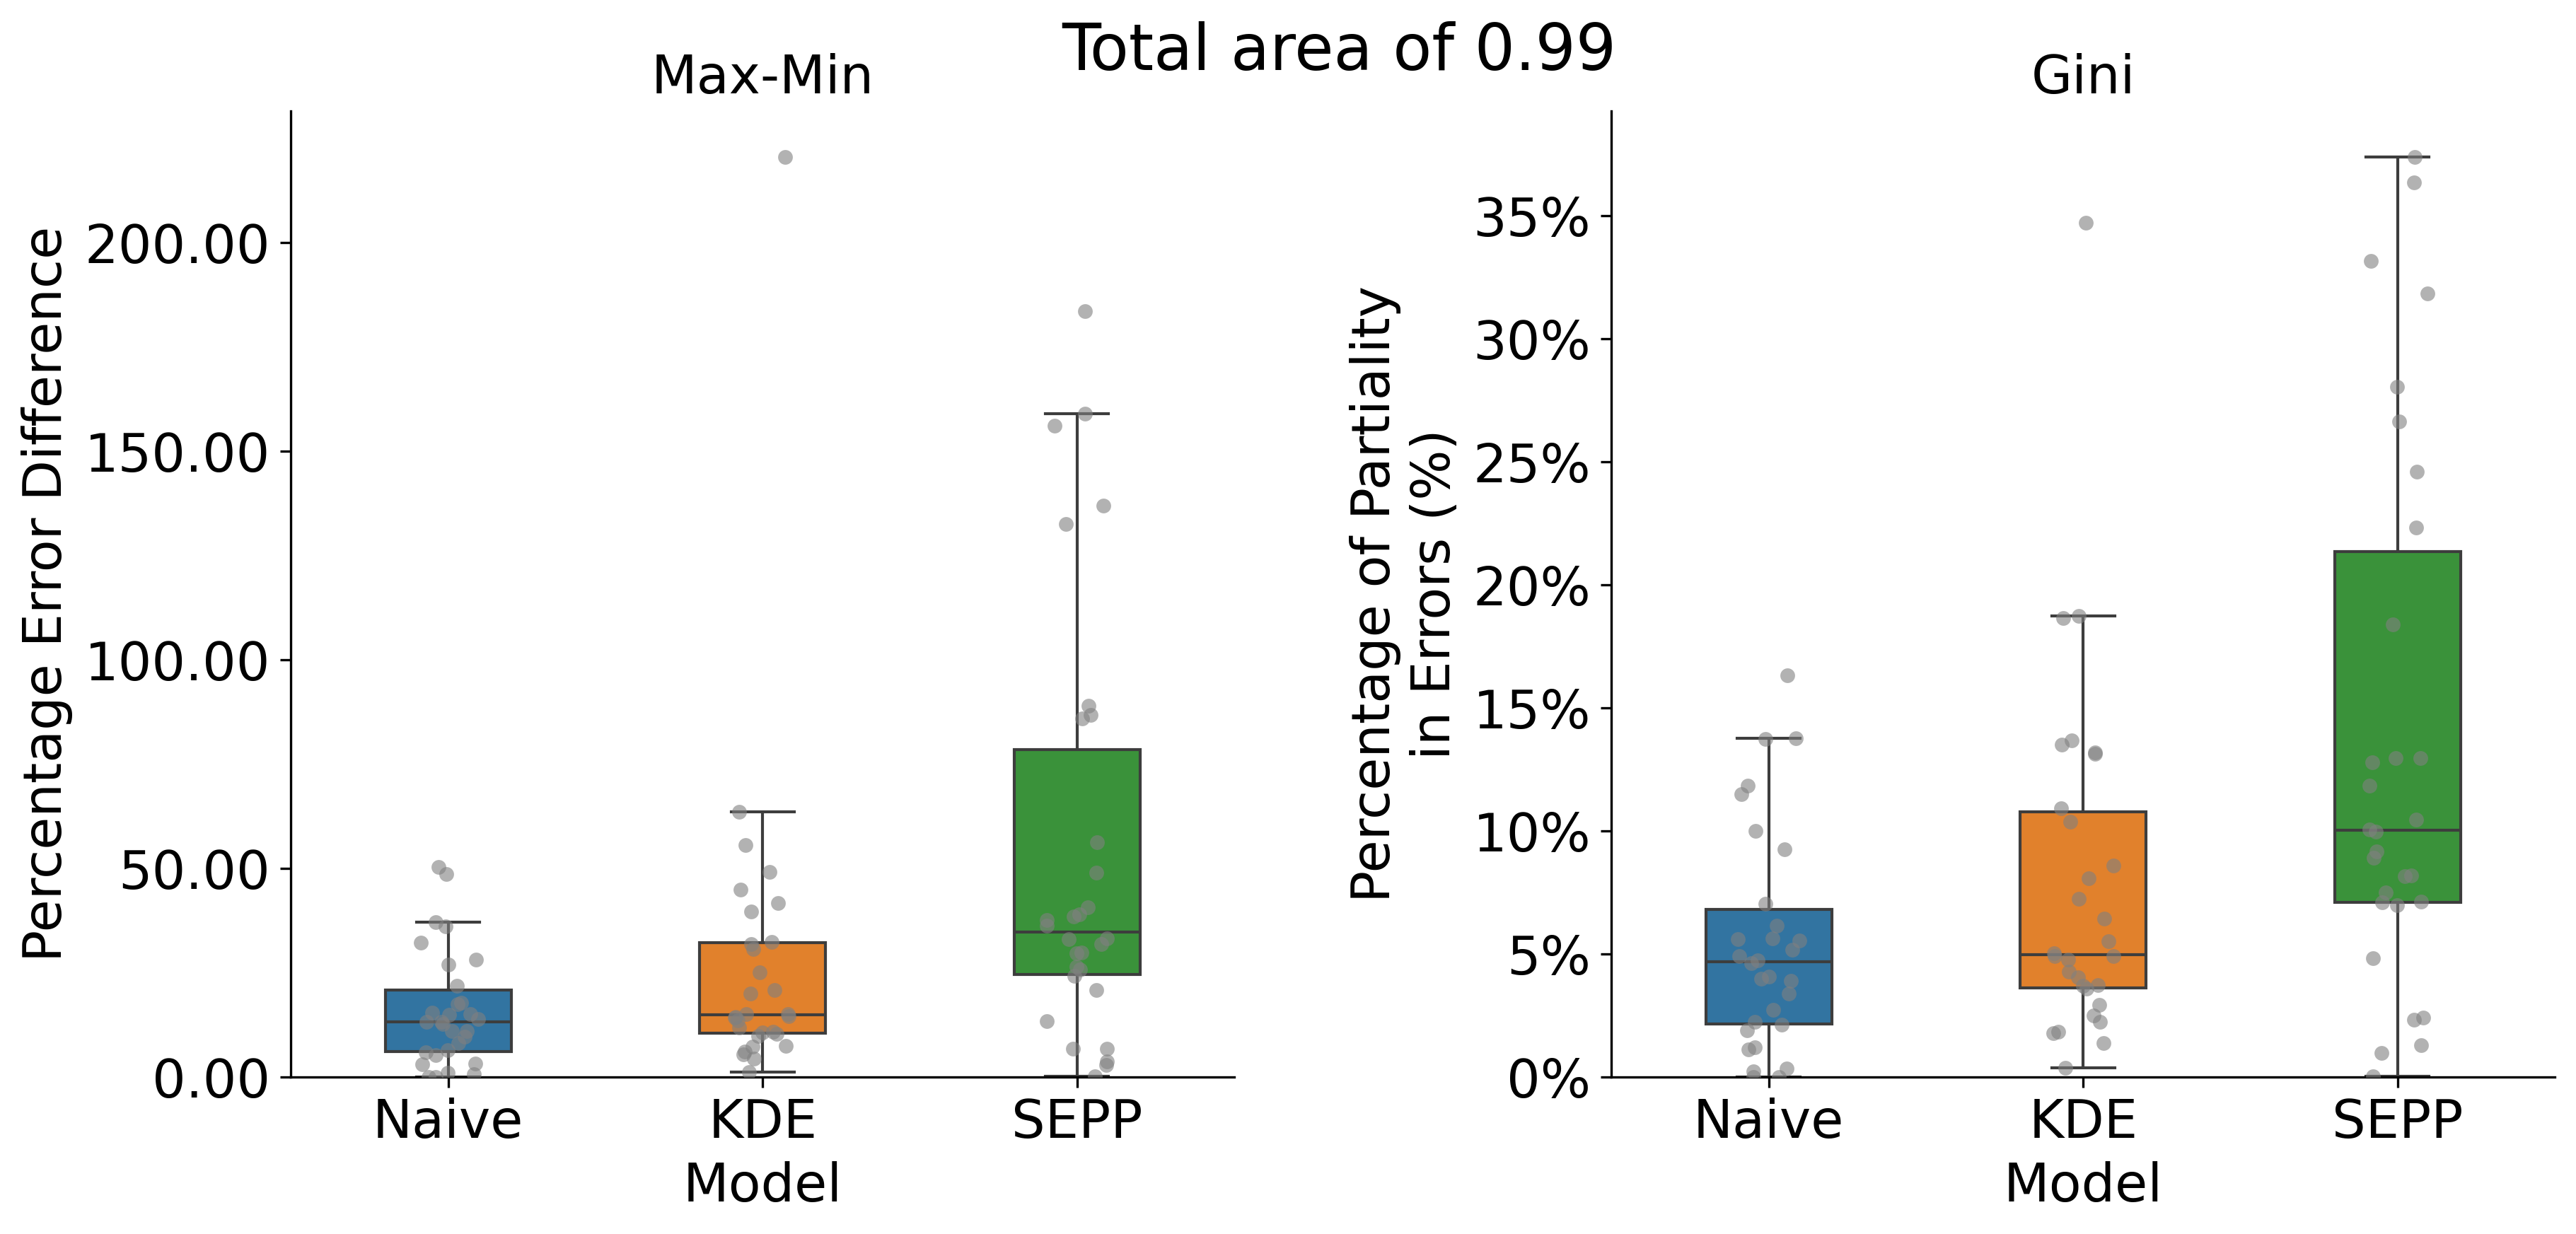 Total area of 0.99
Max-Min
Percentage Error Difference
200.00
150.00
100.00
50.00
0.00
Naive
KDE
SEPP
Model
Gini
Percentage of Partiality
in Errors (%)
35%
30%
25%
20%
15%
10%
5%
0%
Naive
KDE
SEPP
Model